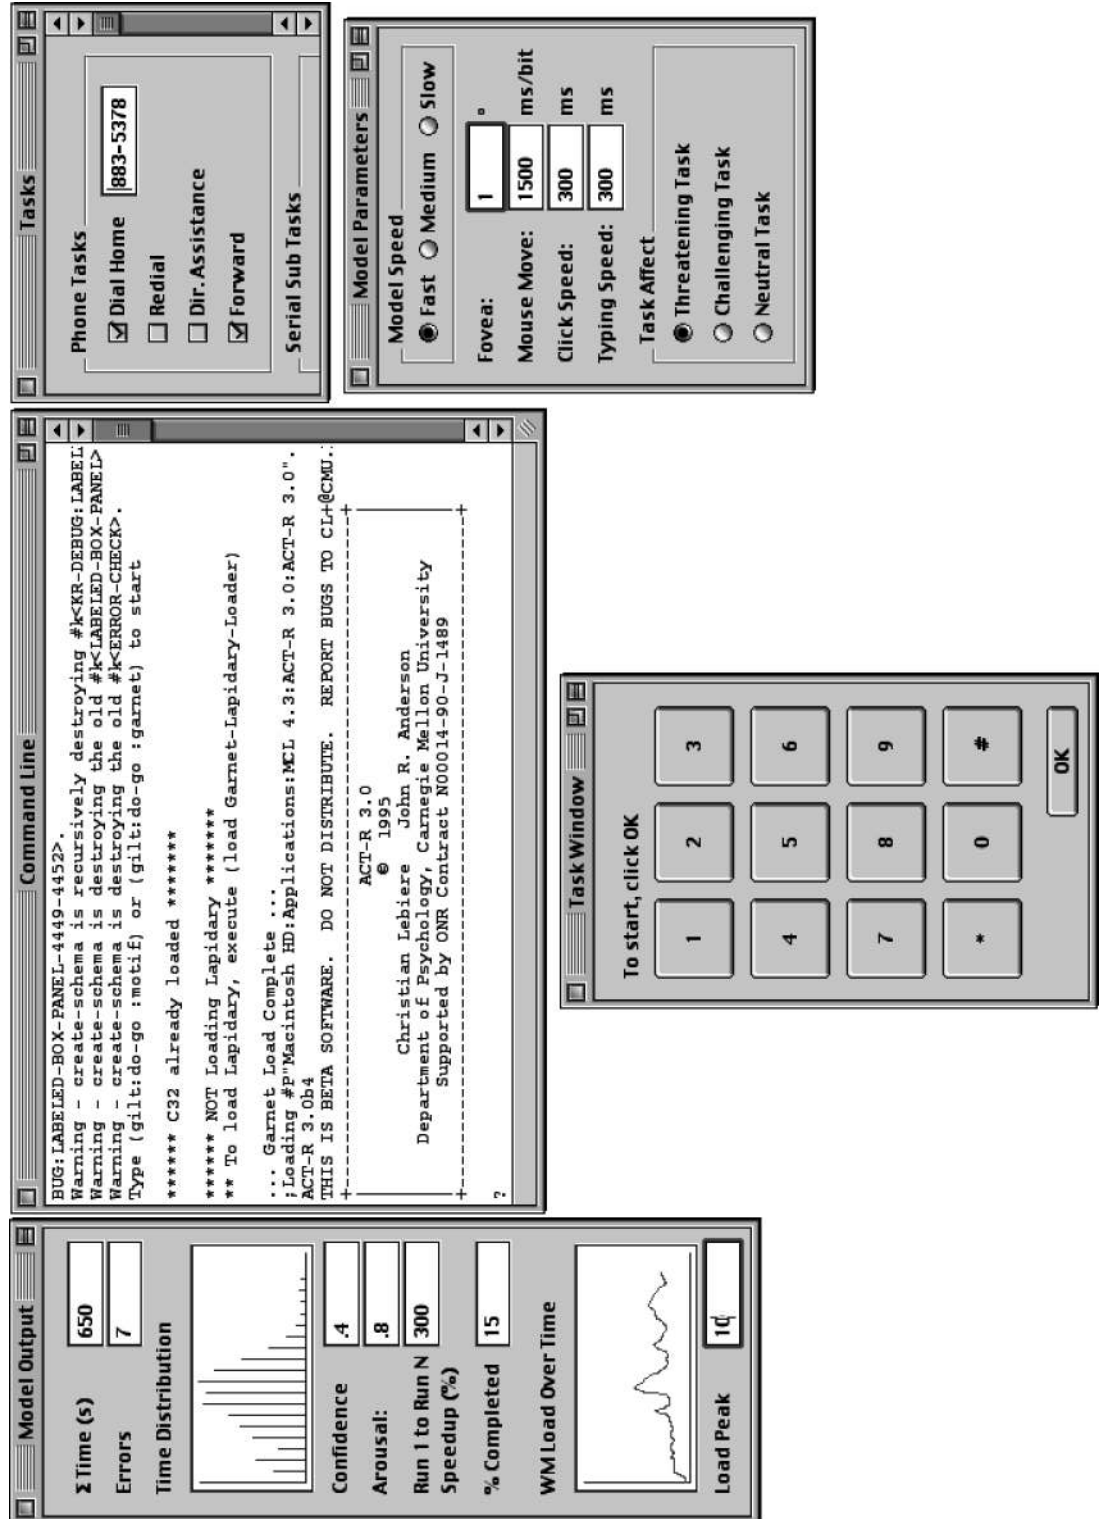 Model Output
ΣTime (s)
650
Errors
7
Time Distribution
Confidence
.4
Arousal:
.8
Run 1 to Run N
300
Speedup (%)
% Completed
15
WM Load Over Time
Load Peak
10
Command Line
BUG:LABELED-BOX-PANEL-4449-4452>.
Warning - create-schema is recursively destroying #k<KR-DEBUG:LABEL
Warning - create-schema is destroying the old #k<LABELED-BOX-PANEL>
Warning - create-schema is destroying the old #k<ERROR-CHECK>.
Type (gilt:do-go :motif) or (gilt:do-go :garnet) to start
****** C32 already loaded *******
****** NOT Loading Lapidary *******
** To load Lapidary, execute (load Garnet-Lapidary-Loader)
... Garnet Load Complete ...
;Loading #P"Macintosh HD:Applications:MCL 4.3:ACT-R 3.0:ACT-R 3.0".
ACT-R 3.0b4
THIS IS BETA SOFTWARE.  DO NOT DISTRIBUTE.  REPORT BUGS TO CL+@CMU.
ACT-R 3.0
© 1995
Christian Lebiere   John R. Anderson
Department of Psychology, Carnegie Mellon University
Supported by ONR Contract N00014-90-J-1489
?
Tasks
Phone Tasks
Dial Home
883-5378
Redial
Dir. Assistance
Forward
Serial Sub Tasks
Task Window
To start, click OK
1 2 3
4 5 6
7 8 9
* 0 #
OK
Model Parameters
Model Speed
Fast Medium Slow
Fovea: 1 °
Mouse Move: 1500 ms/bit
Click Speed: 300 ms
Typing Speed: 300 ms
Task Affect
Threatening Task
Challenging Task
Neutral Task